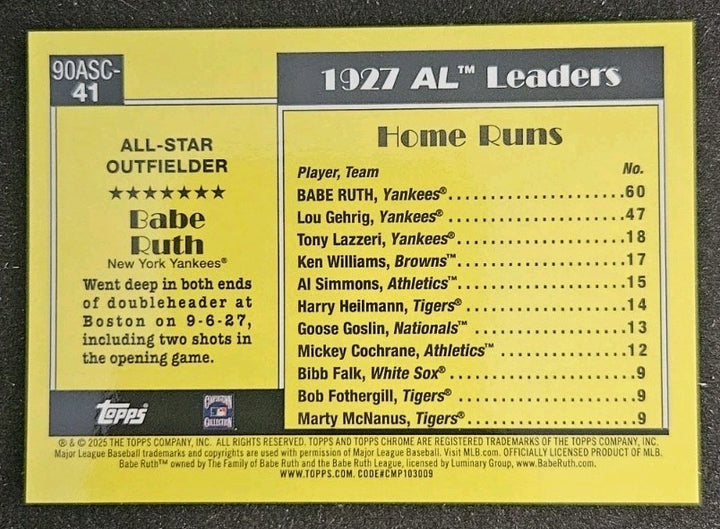 90ASC-
41
1927 AL™ Leaders
ALL-STAR
OUTFIELDER
★★★★★★★
Babe
Ruth
New York Yankees®
Went deep in both ends
of doubleheader at
Boston on 9-6-27,
including two shots in
the opening game.
Topps
COOPERSTOWN
COLLECTION
Home Runs
Player, Team No.
BABE RUTH, Yankees® 60
Lou Gehrig, Yankees® 47
Tony Lazzeri, Yankees® 18
Ken Williams, Browns™ 17
Al Simmons, Athletics™ 15
Harry Heilmann, Tigers® 14
Goose Goslin, Nationals™ 13
Mickey Cochrane, Athletics™ 12
Bibb Falk, White Sox® 9
Bob Fothergill, Tigers® 9
Marty McNanus, Tigers® 9
® & © 2025 THE TOPPS COMPANY, INC. ALL RIGHTS RESERVED. TOPPS AND TOPPS CHROME ARE REGISTERED TRADEMARKS OF THE TOPPS COMPANY, INC.
Major League Baseball trademarks and copyrights are used with permission of Major League Baseball. Visit MLB.com. OFFICIALLY LICENSED PRODUCT OF MLB.
Babe Ruth™ owned by The Family of Babe Ruth and the Babe Ruth League, licensed by Luminary Group, www.BabeRuth.com.
WWW.TOPPS.COM. CODE#CMP103009